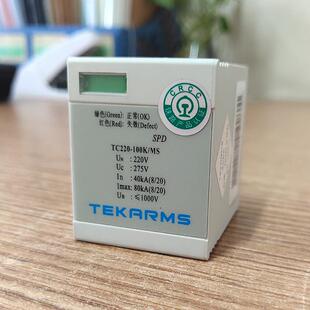 绿色(Green): 正常(OK)
红色(Red): 失效(Defect)
SPD
TC220-100K/MS
UN : 220V
Uc : 275V
In : 40kA(8/20)
Imax: 80kA(8/20)
UB : ≤1000V
TEKARMS
CRCC